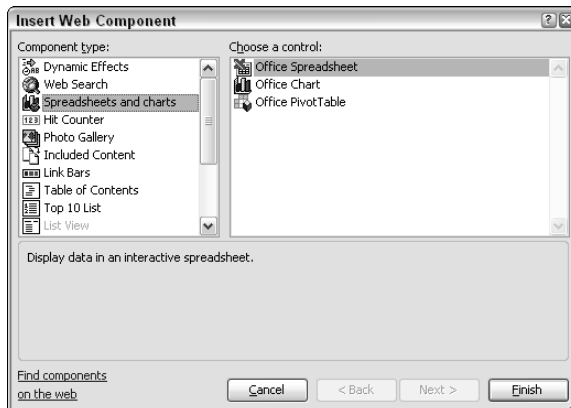 Insert Web Component
Component type:
Dynamic Effects
Web Search
Spreadsheets and charts
Hit Counter
Photo Gallery
Included Content
Link Bars
Table of Contents
Top 10 List
List View
Choose a control:
Office Spreadsheet
Office Chart
Office PivotTable
Display data in an interactive spreadsheet.
Find components
on the web
Cancel
< Back
Next >
Finish